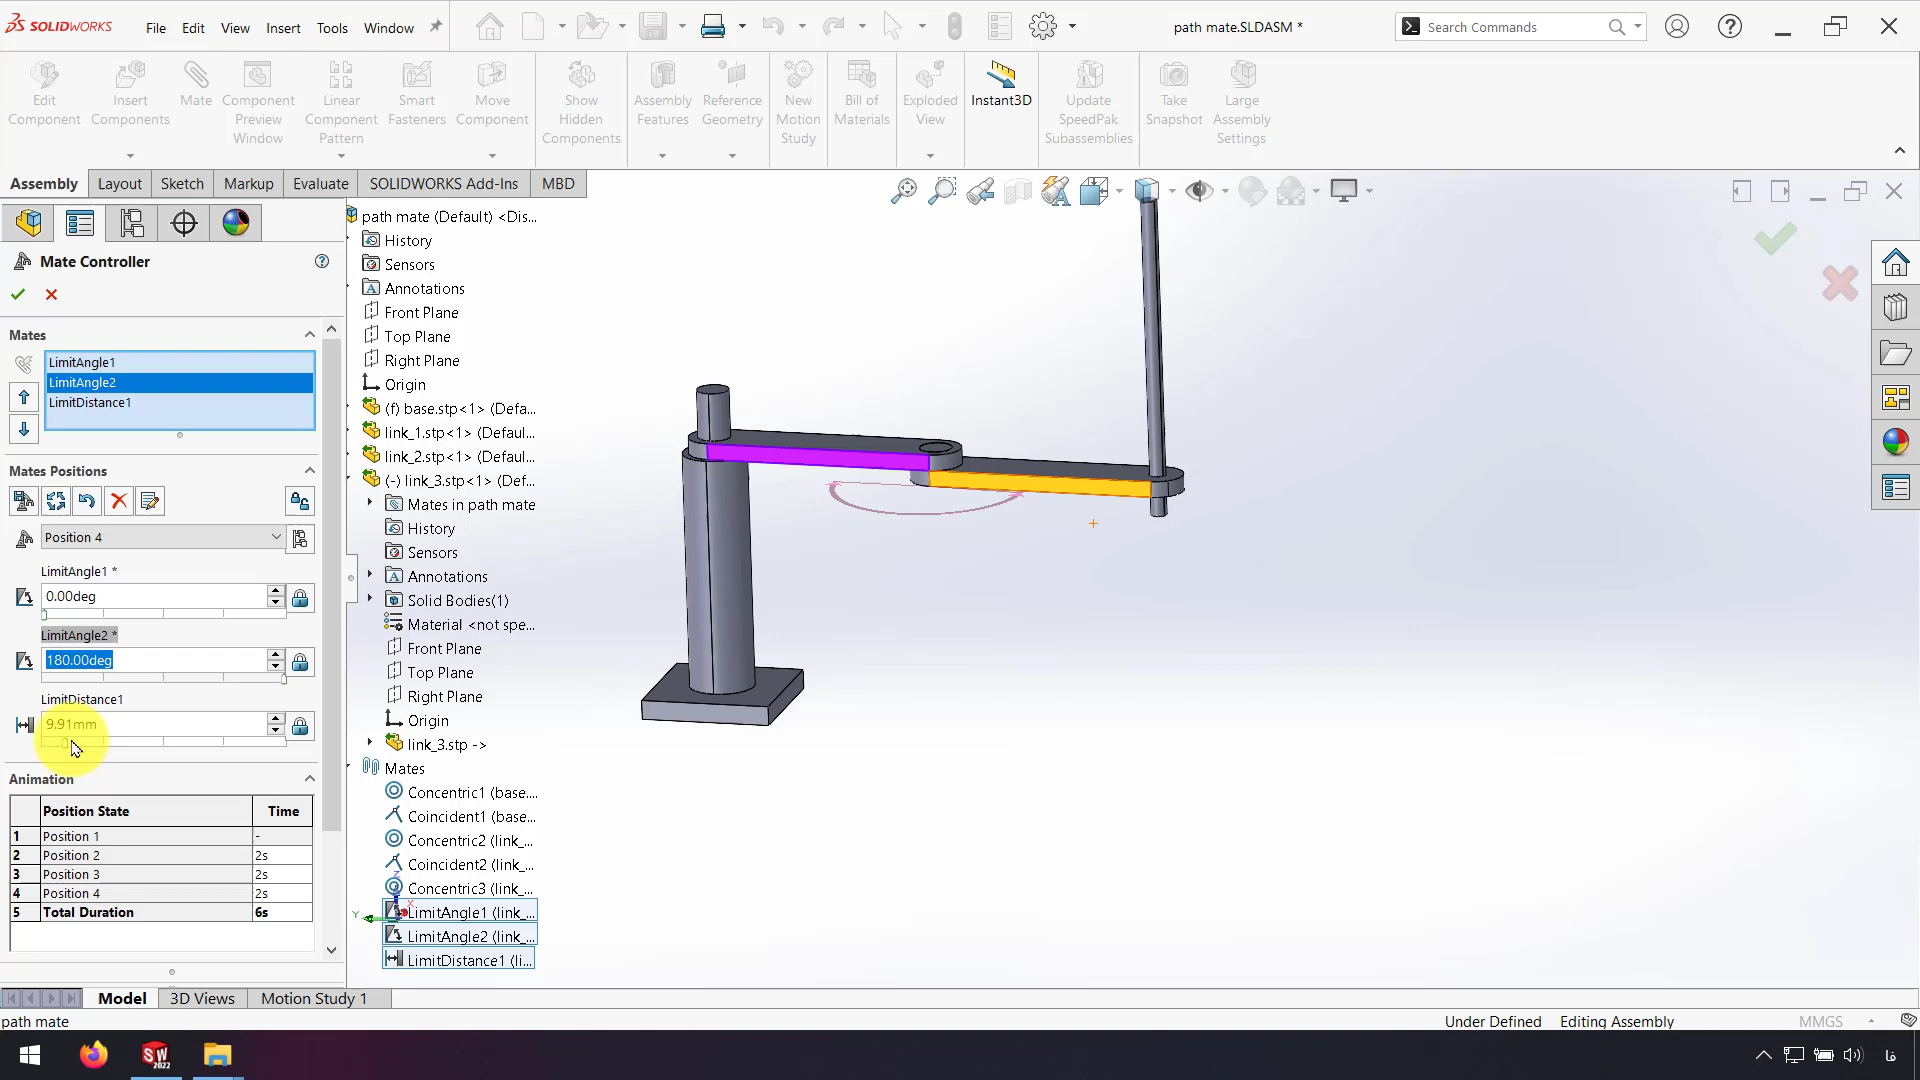 SOLIDWORKS
File
Edit
View
Insert
Tools
Window
path mate.SLDASM *
Search Commands
Edit Component
Insert Components
Mate
Component Preview Window
Linear Component Pattern
Smart Fasteners
Move Component
Show Hidden Components
Assembly Features
Reference Geometry
New Motion Study
Bill of Materials
Exploded View
Instant3D
Update SpeedPak Subassemblies
Take Snapshot
Large Assembly Settings
Assembly
Layout
Sketch
Markup
Evaluate
SOLIDWORKS Add-Ins
MBD
Mate Controller
Mates
LimitAngle1
LimitAngle2
LimitDistance1
Mates Positions
Position 4
LimitAngle1 *
0.00deg
LimitAngle2 *
180.00deg
LimitDistance1
9.91mm
Animation
Position State Time
1 Position 1 -
2 Position 2 2s
3 Position 3 2s
4 Position 4 2s
5 Total Duration 6s
path mate (Default) <Dis...
History
Sensors
Annotations
Front Plane
Top Plane
Right Plane
Origin
(f) base.stp<1> (Defa...
link_1.stp<1> (Defaul...
link_2.stp<1> (Defaul...
(-) link_3.stp<1> (Def...
Mates in path mate
History
Sensors
Annotations
Solid Bodies(1)
Material <not spe...
Front Plane
Top Plane
Right Plane
Origin
link_3.stp ->
Mates
Concentric1 (base....
Coincident1 (base...
Concentric2 (link_...
Coincident2 (link_...
Concentric3 (link_...
LimitAngle1 (link_...
LimitAngle2 (link_...
LimitDistance1 (li...
Z
X
Y
Model
3D Views
Motion Study 1
path mate
Under Defined
Editing Assembly
MMGS
SW
2022
فا